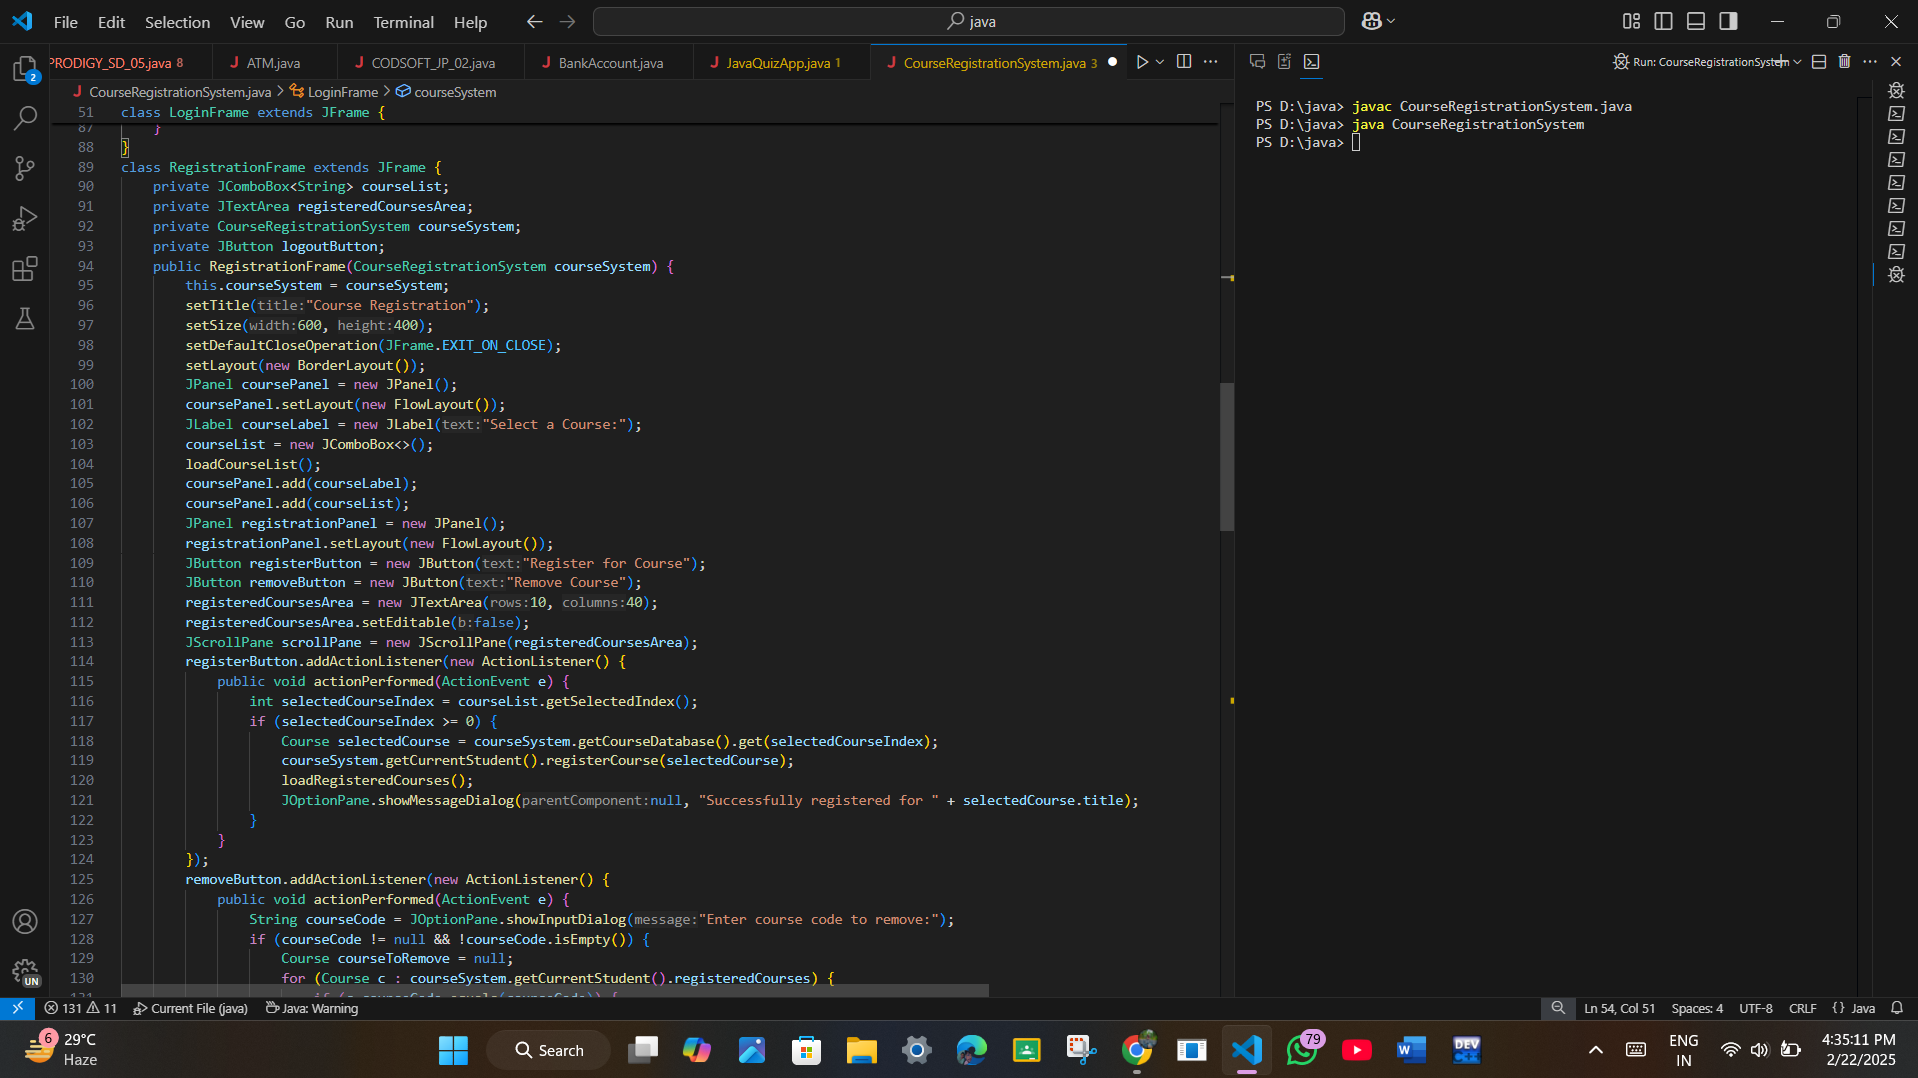 File Edit Selection View Go Run Terminal Help java
PRODIGY_SD_05.java 8 ATM.java CODSOFT_JP_02.java BankAccount.java JavaQuizApp.java 1 CourseRegistrationSystem.java 3
CourseRegistrationSystem.java > LoginFrame > courseSystem
51 class LoginFrame extends JFrame {
87 }
88 }
89 class RegistrationFrame extends JFrame {
90 private JComboBox<String> courseList;
91 private JTextArea registeredCoursesArea;
92 private CourseRegistrationSystem courseSystem;
93 private JButton logoutButton;
94 public RegistrationFrame(CourseRegistrationSystem courseSystem) {
95 this.courseSystem = courseSystem;
96 setTitle(title:"Course Registration");
97 setSize(width:600, height:400);
98 setDefaultCloseOperation(JFrame.EXIT_ON_CLOSE);
99 setLayout(new BorderLayout());
100 JPanel coursePanel = new JPanel();
101 coursePanel.setLayout(new FlowLayout());
102 JLabel courseLabel = new JLabel(text:"Select a Course:");
103 courseList = new JComboBox<>();
104 loadCourseList();
105 coursePanel.add(courseLabel);
106 coursePanel.add(courseList);
107 JPanel registrationPanel = new JPanel();
108 registrationPanel.setLayout(new FlowLayout());
109 JButton registerButton = new JButton(text:"Register for Course");
110 JButton removeButton = new JButton(text:"Remove Course");
111 registeredCoursesArea = new JTextArea(rows:10, columns:40);
112 registeredCoursesArea.setEditable(b:false);
113 JScrollPane scrollPane = new JScrollPane(registeredCoursesArea);
114 registerButton.addActionListener(new ActionListener() {
115 public void actionPerformed(ActionEvent e) {
116 int selectedCourseIndex = courseList.getSelectedIndex();
117 if (selectedCourseIndex >= 0) {
118 Course selectedCourse = courseSystem.getCourseDatabase().get(selectedCourseIndex);
119 courseSystem.getCurrentStudent().registerCourse(selectedCourse);
120 loadRegisteredCourses();
121 JOptionPane.showMessageDialog(parentComponent:null, "Successfully registered for " + selectedCourse.title);
122 }
123 }
124 });
125 removeButton.addActionListener(new ActionListener() {
126 public void actionPerformed(ActionEvent e) {
127 String courseCode = JOptionPane.showInputDialog(message:"Enter course code to remove:");
128 if (courseCode != null && !courseCode.isEmpty()) {
129 Course courseToRemove = null;
130 for (Course c : courseSystem.getCurrentStudent().registeredCourses) {
Run: CourseRegistrationSystem
PS D:\java> javac CourseRegistrationSystem.java
PS D:\java> java CourseRegistrationSystem
PS D:\java>
2
UN
131 11 Current File (java) Java: Warning Ln 54, Col 51 Spaces: 4 UTF-8 CRLF {} Java
6 29°C
Haze
Search
79
DEV
C++
ENG
IN
4:35:11 PM
2/22/2025